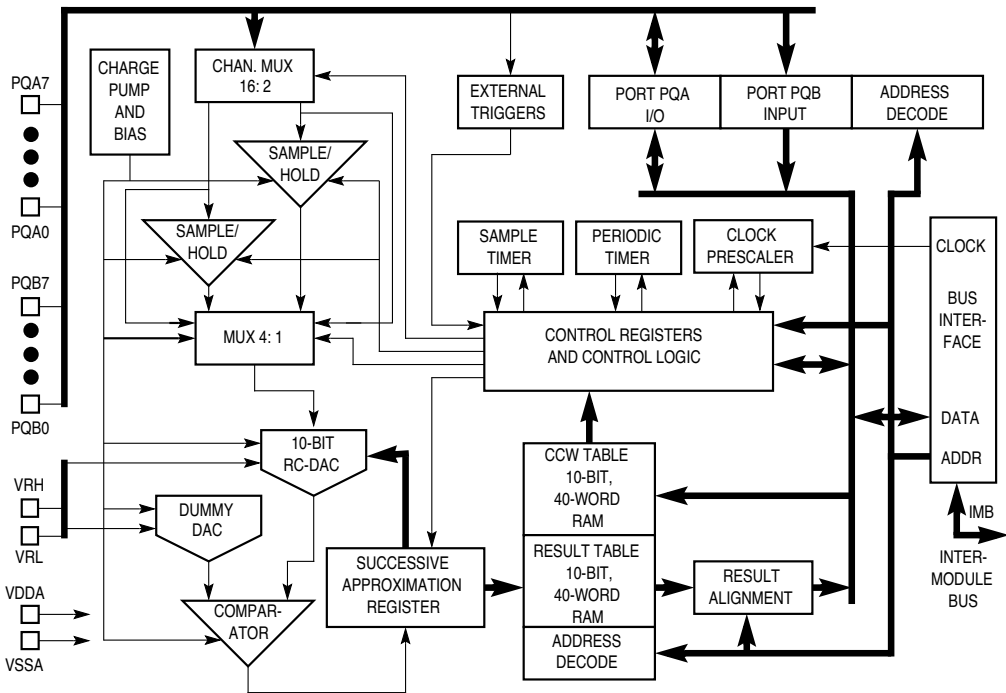 CHARGE
PUMP
AND
BIAS
CHAN. MUX
16: 2
EXTERNAL
TRIGGERS
PORT PQA
I/O
PORT PQB
INPUT
ADDRESS
DECODE
PQA7
PQA0
PQB7
PQB0
SAMPLE/
HOLD
SAMPLE/
HOLD
SAMPLE
TIMER
PERIODIC
TIMER
CLOCK
PRESCALER
CLOCK
BUS
INTER-
FACE
DATA
ADDR
MUX 4: 1
CONTROL REGISTERS
AND CONTROL LOGIC
10-BIT
RC-DAC
CCW TABLE
10-BIT,
40-WORD
RAM
VRH
VRL
DUMMY
DAC
IMB
INTER-
MODULE
BUS
SUCCESSIVE
APPROXIMATION
REGISTER
RESULT TABLE
10-BIT,
40-WORD
RAM
RESULT
ALIGNMENT
VDDA
VSSA
COMPAR-
ATOR
ADDRESS
DECODE